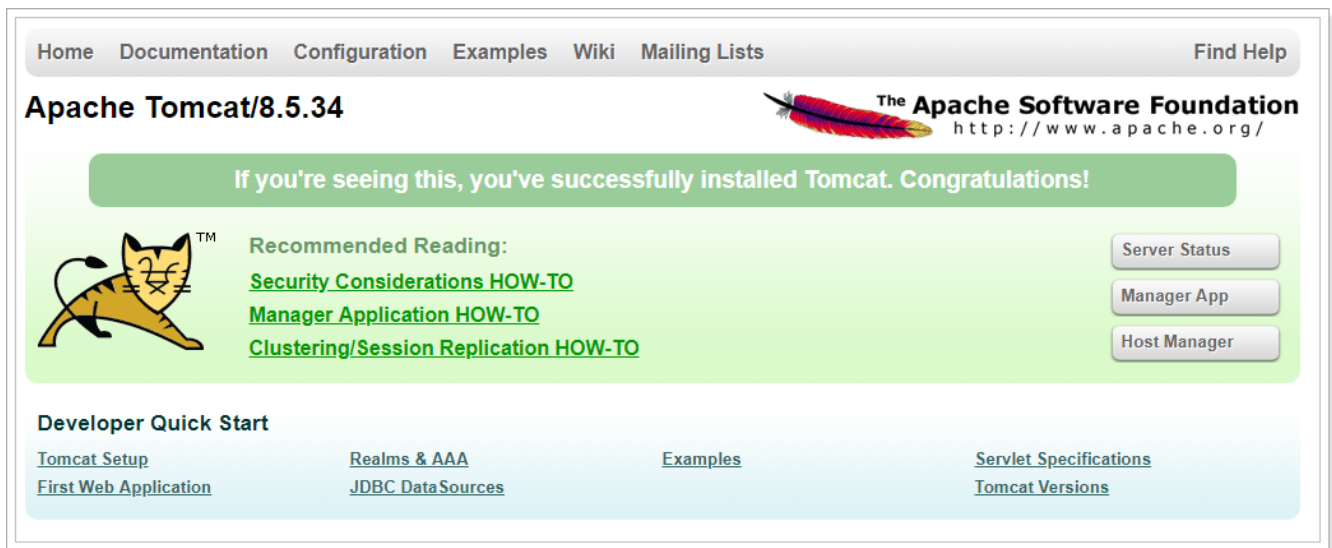 Home Documentation Configuration Examples Wiki Mailing Lists Find Help
Apache Tomcat/8.5.34
The Apache Software Foundation
http://www.apache.org/
If you're seeing this, you've successfully installed Tomcat. Congratulations!
TM
Recommended Reading:
Security Considerations HOW-TO
Manager Application HOW-TO
Clustering/Session Replication HOW-TO
Server Status
Manager App
Host Manager
Developer Quick Start
Tomcat Setup
First Web Application
Realms & AAA
JDBC DataSources
Examples
Servlet Specifications
Tomcat Versions